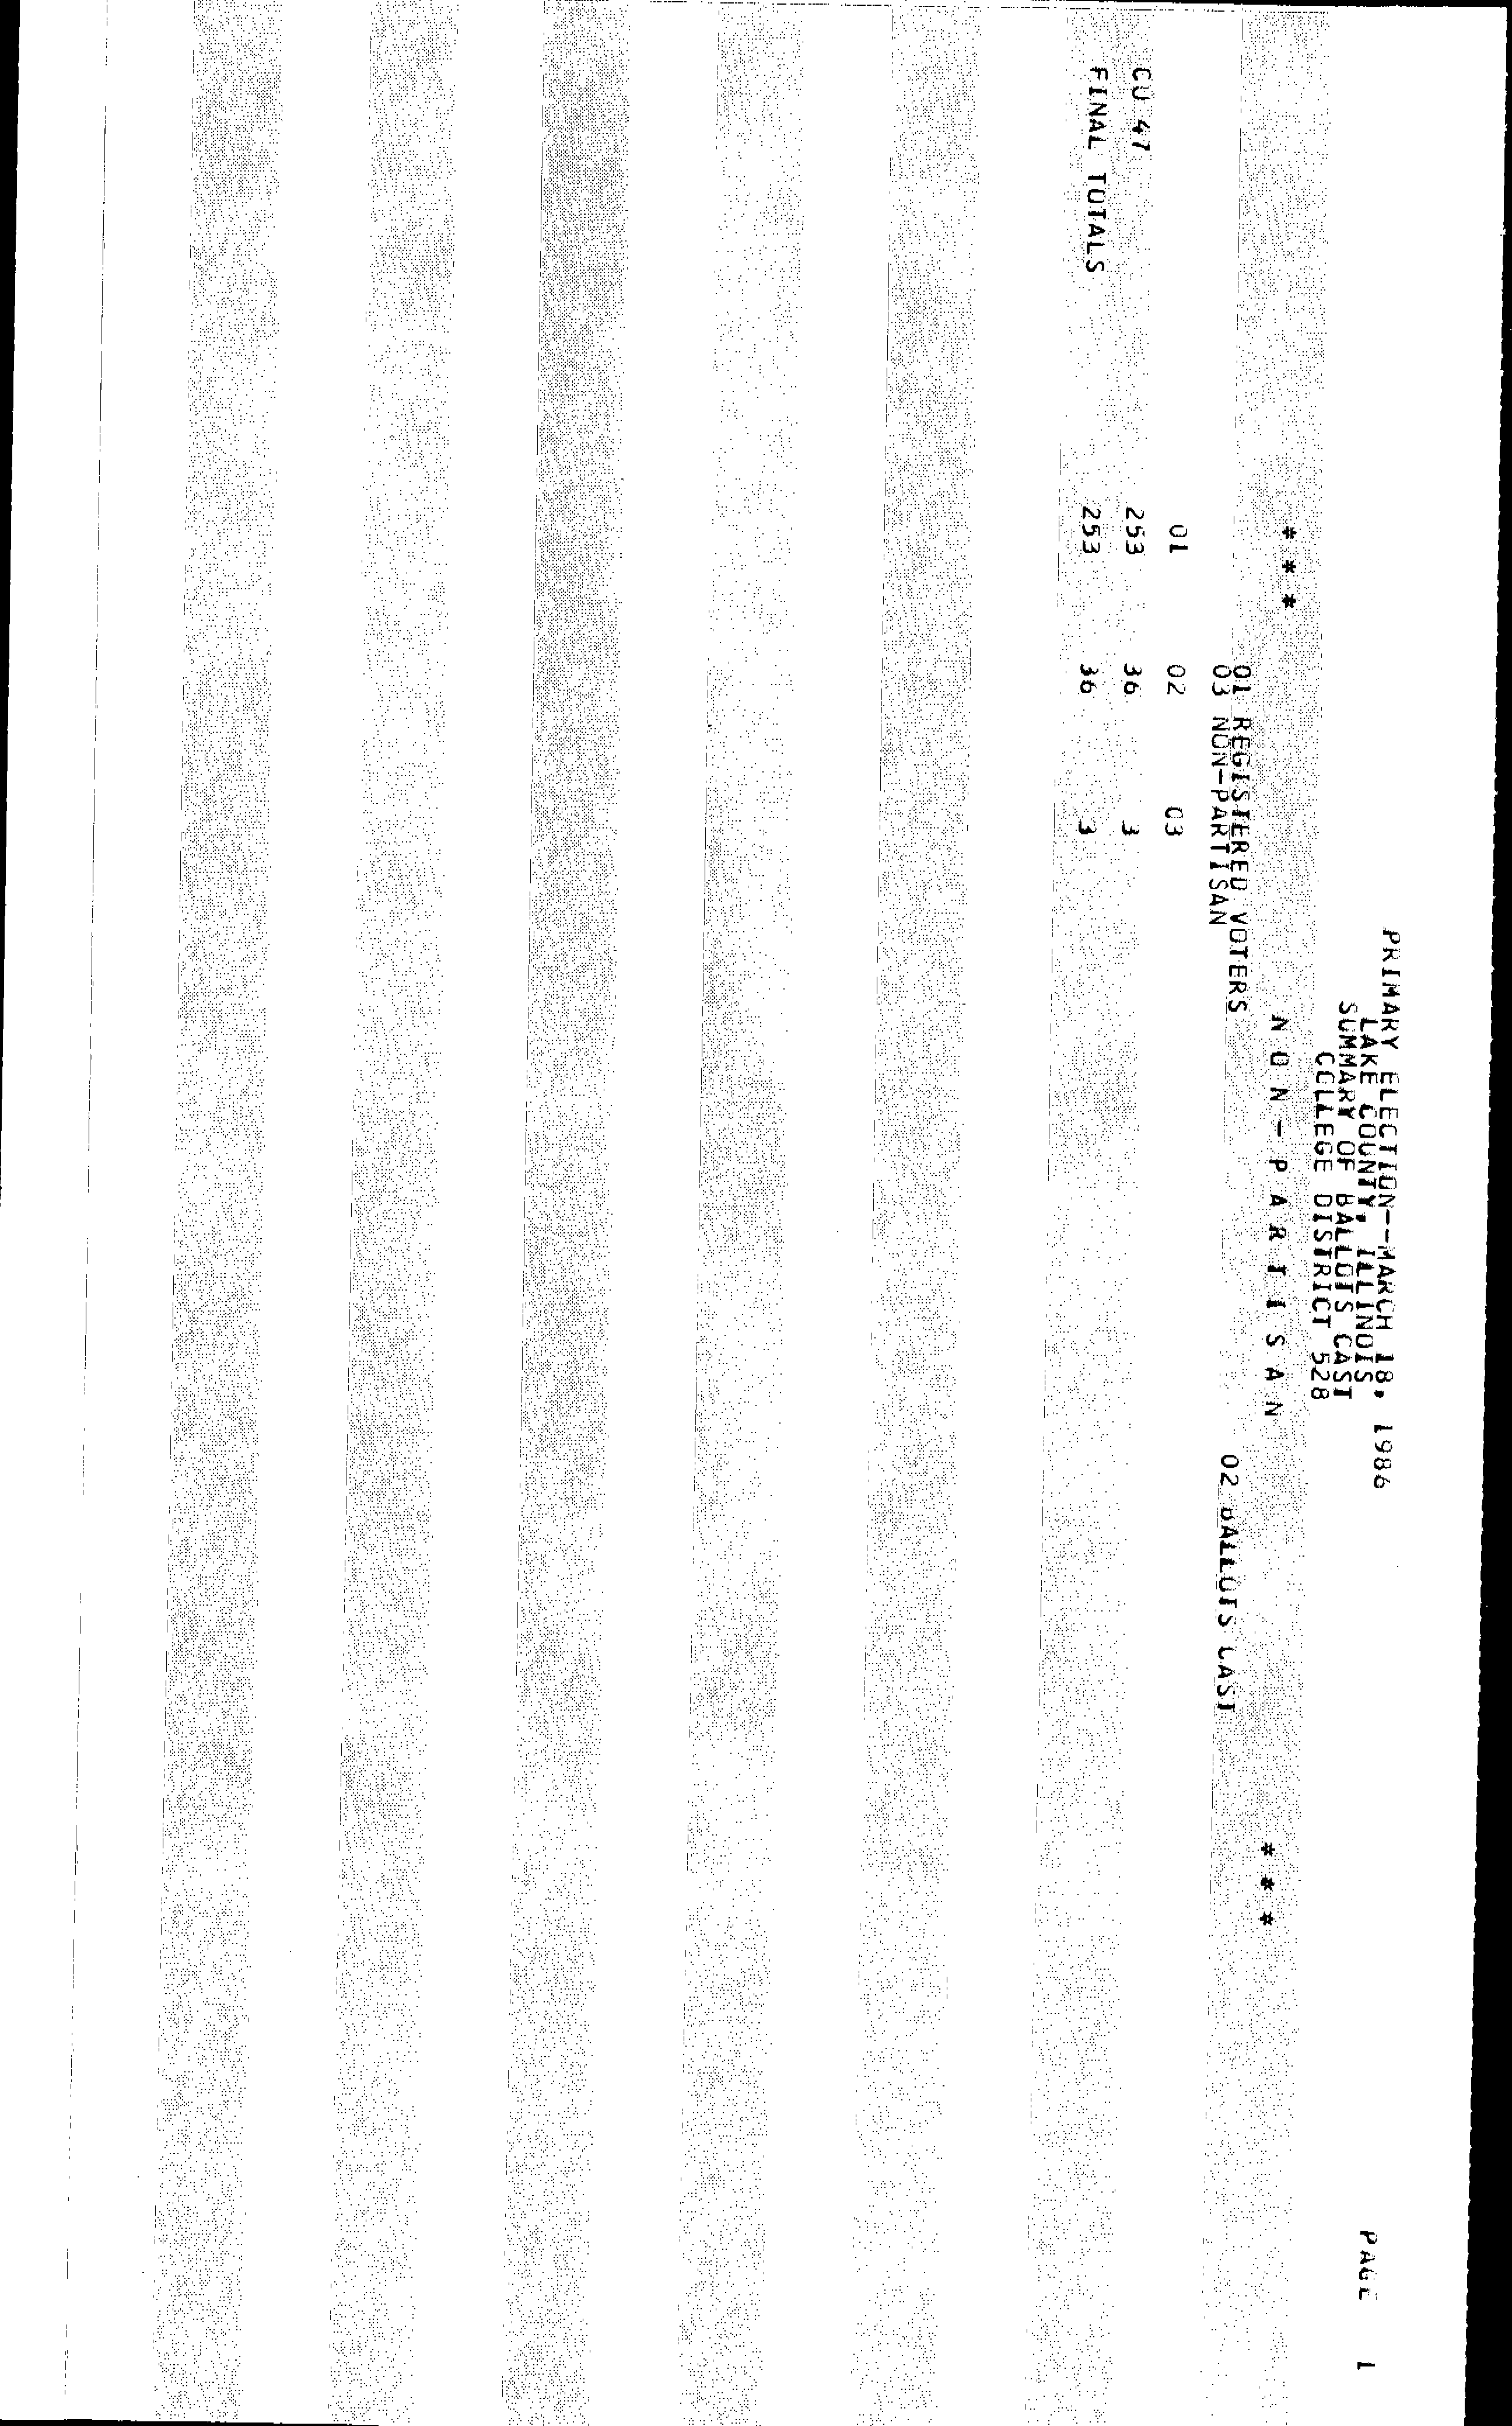 PRIMARY ELECTION--MARCH 18, 1986
LAKE COUNTY, ILLINOIS PAGE 1
SUMMARY OF BALLOTS CAST
COLLEGE DISTRICT 528
* * * N O N - P A R T I S A N * * *
01 REGISTERED VOTERS 02 BALLOTS CAST
03 NON-PARTISAN
01 02 03
CU 47 253 36 3
FINAL TOTALS 253 36 3